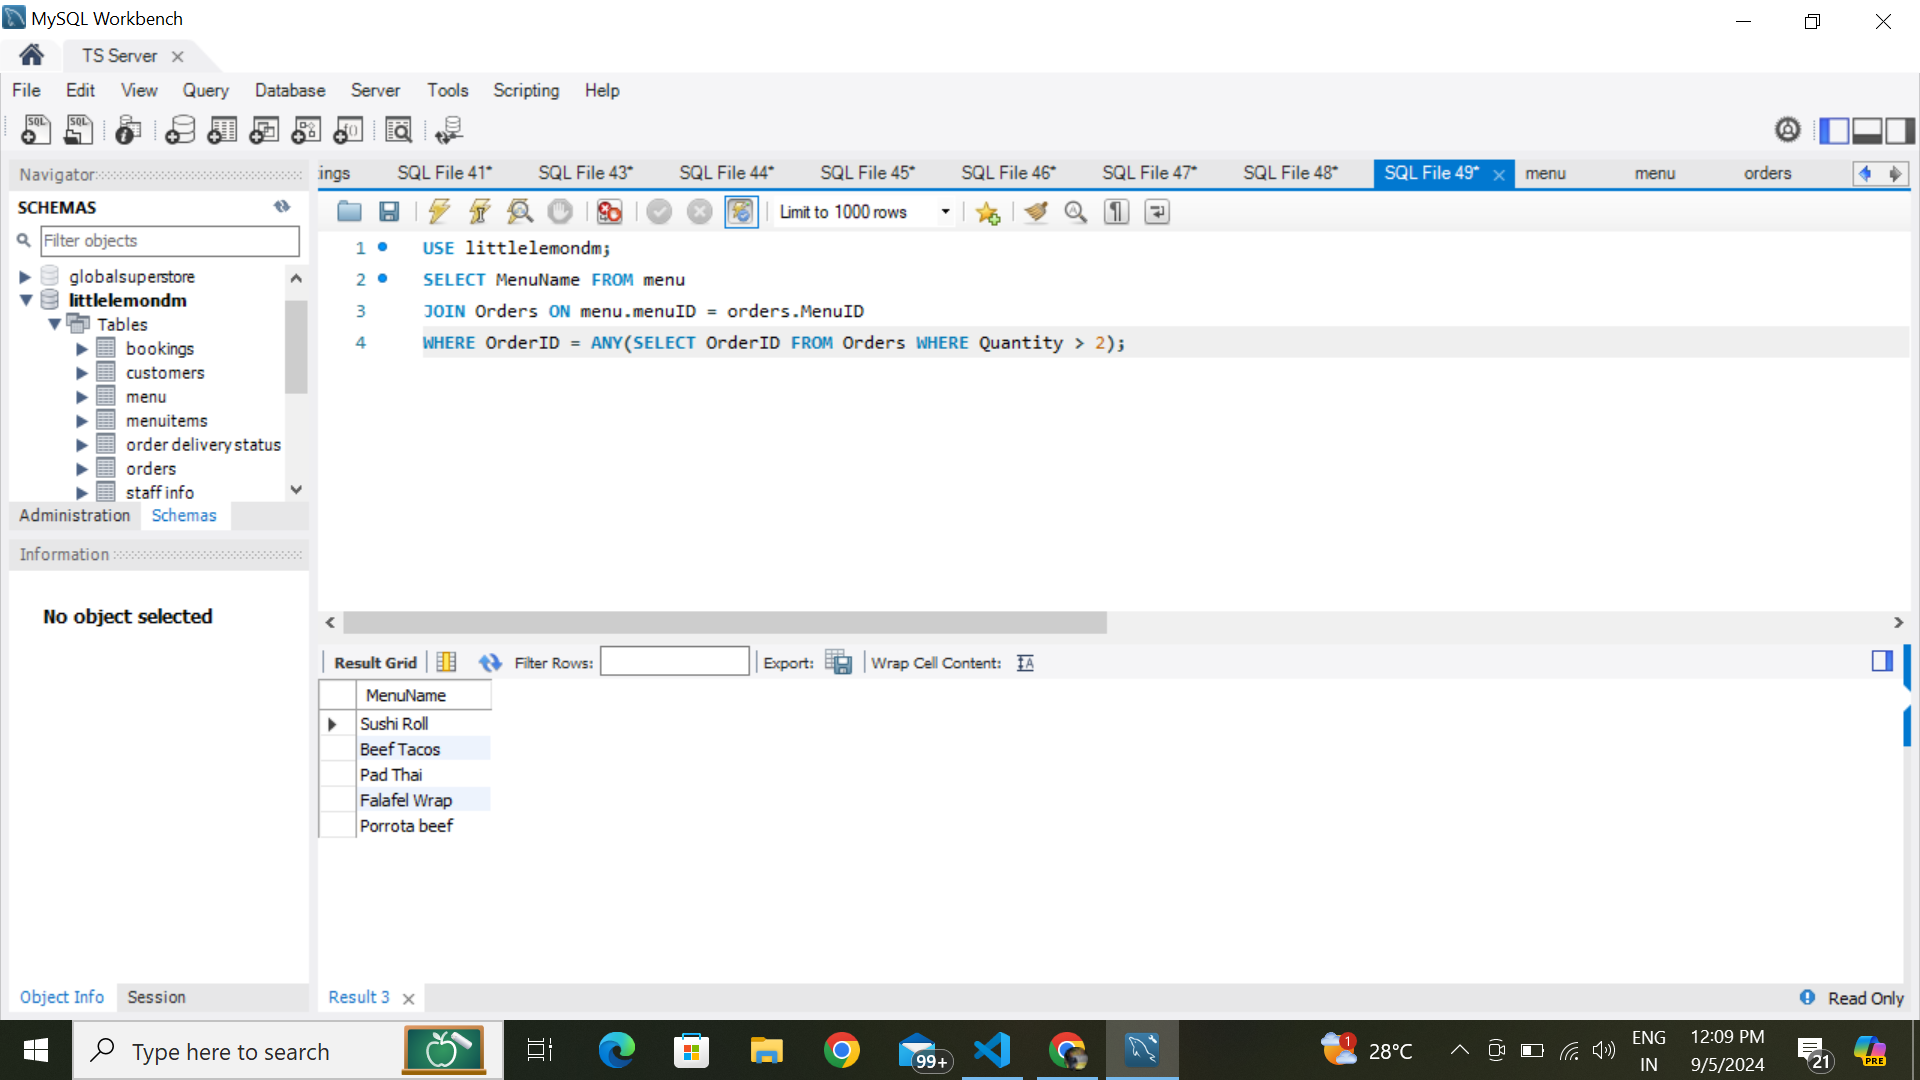 MySQL Workbench
TS Server
File Edit View Query Database Server Tools Scripting Help
Navigator
SCHEMAS
Filter objects
globalsuperstore
littlelemondm
Tables
bookings
customers
menu
menuitems
order delivery status
orders
staff info
Administration Schemas
Information
No object selected
Object Info Session
ings SQL File 41* SQL File 43* SQL File 44* SQL File 45* SQL File 46* SQL File 47* SQL File 48* SQL File 49* menu menu orders
Limit to 1000 rows
1 USE littlelemondm;
2 SELECT MenuName FROM menu
3 JOIN Orders ON menu.menuID = orders.MenuID
4 WHERE OrderID = ANY(SELECT OrderID FROM Orders WHERE Quantity > 2);
Result Grid Filter Rows: Export: Wrap Cell Content:
MenuName
Sushi Roll
Beef Tacos
Pad Thai
Falafel Wrap
Porrota beef
Result 3
Read Only
Type here to search
99+
1
28°C
ENG
IN
12:09 PM
9/5/2024
21
PRE